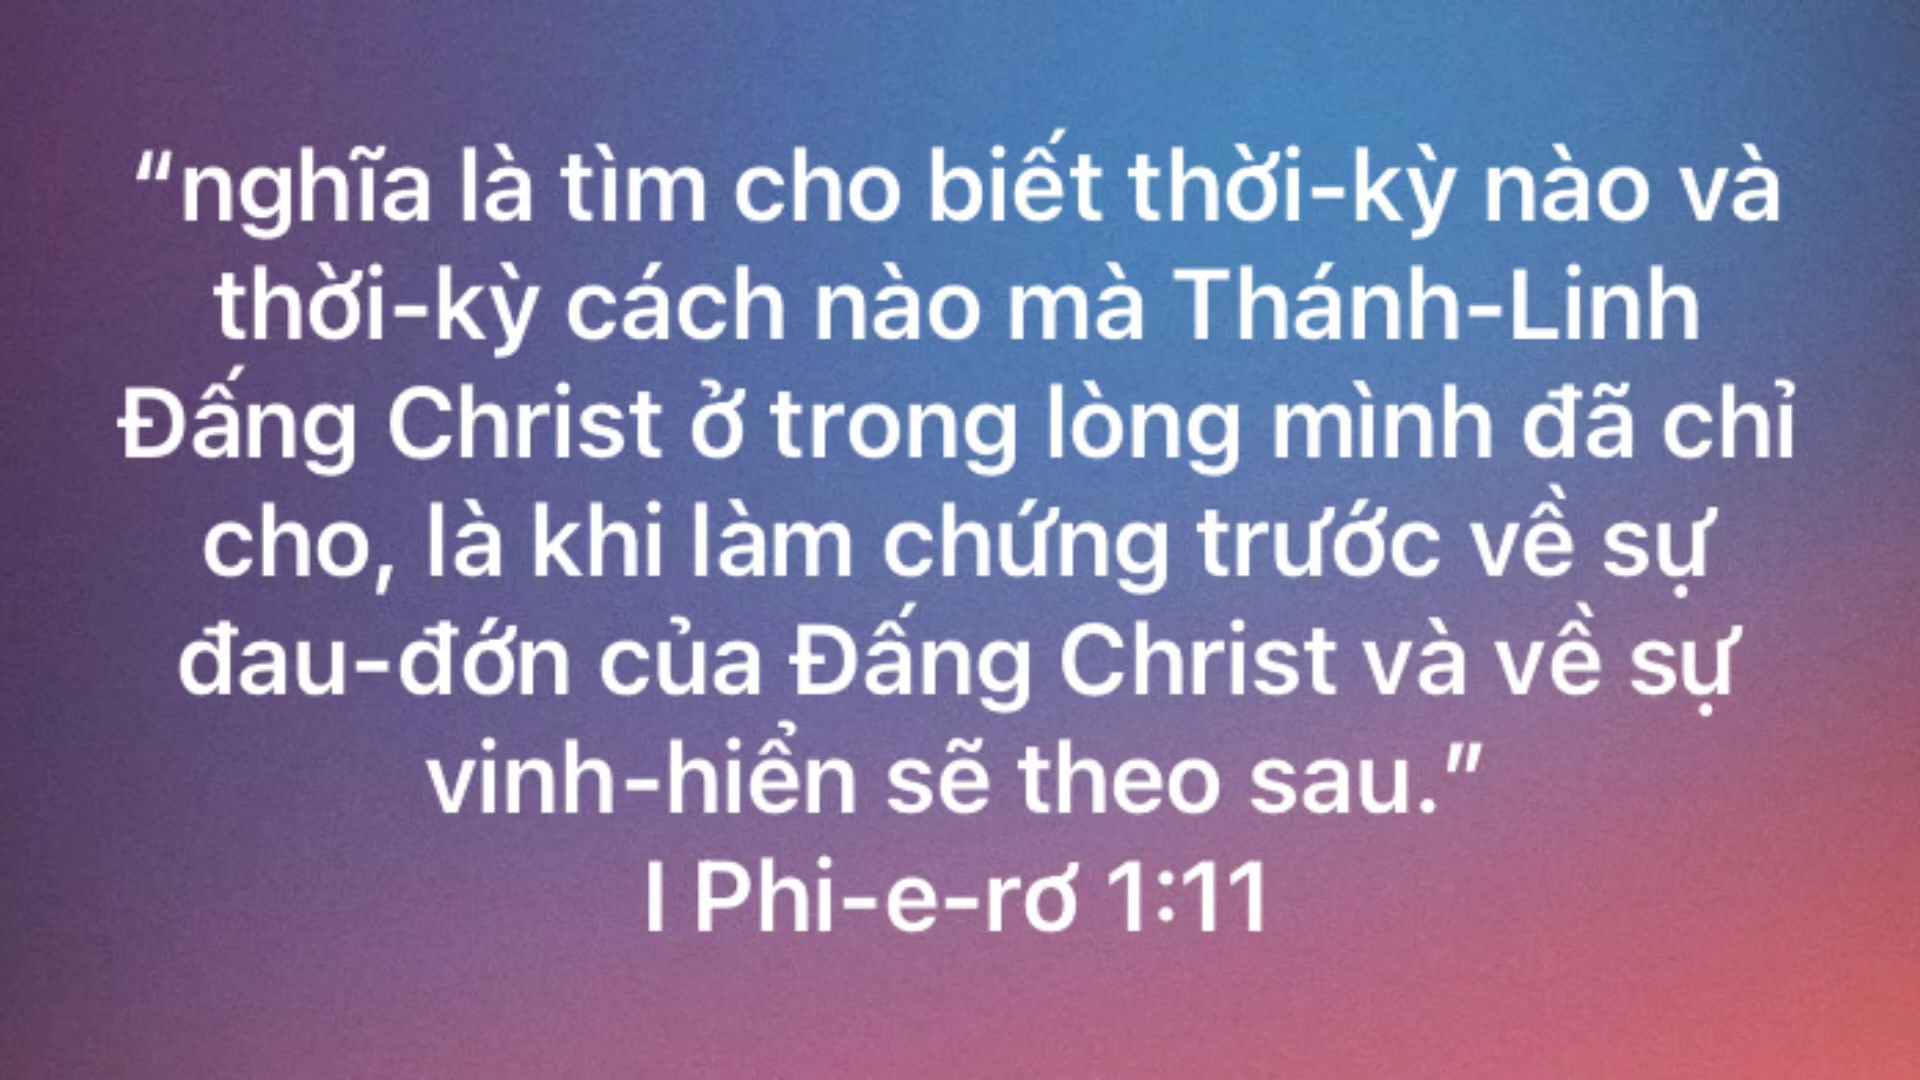 “nghĩa là tìm cho biết thời-kỳ nào và
thời-kỳ cách nào mà Thánh-Linh
Đấng Christ ở trong lòng mình đã chỉ
cho, là khi làm chứng trước về sự
đau-đớn của Đấng Christ và về sự
vinh-hiển sẽ theo sau.”
I Phi-e-rơ 1:11